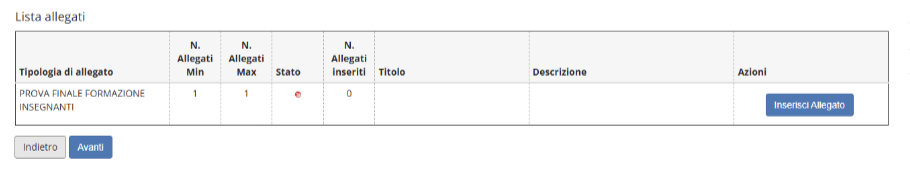 Lista allegati
Tipologia di allegato N. Allegati Min N. Allegati Max Stato N. Allegati inseriti Titolo Descrizione Azioni
PROVA FINALE FORMAZIONE INSEGNANTI 1 1 0 Inserisci Allegato
Indietro Avanti